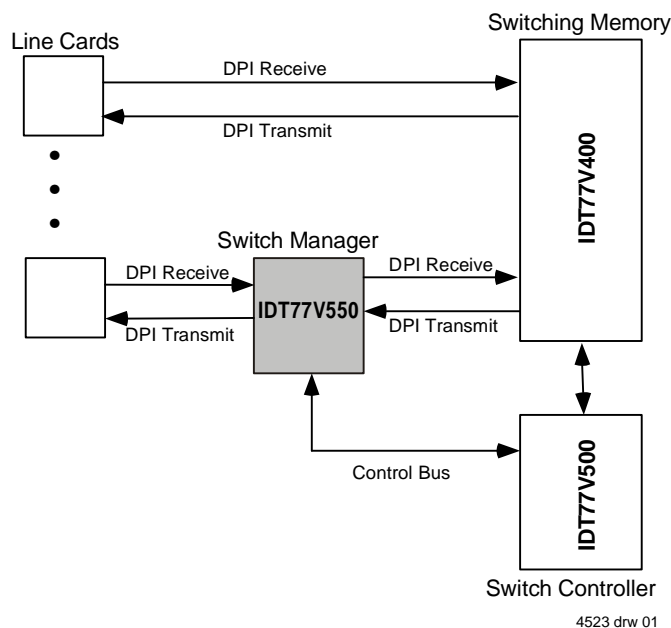 Switching Memory
Line Cards
DPI Receive
DPI Transmit
IDT77V400
Switch Manager
DPI Receive
DPI Receive
IDT77V550
DPI Transmit
DPI Transmit
Control Bus
IDT77V500
Switch Controller
4523 drw 01